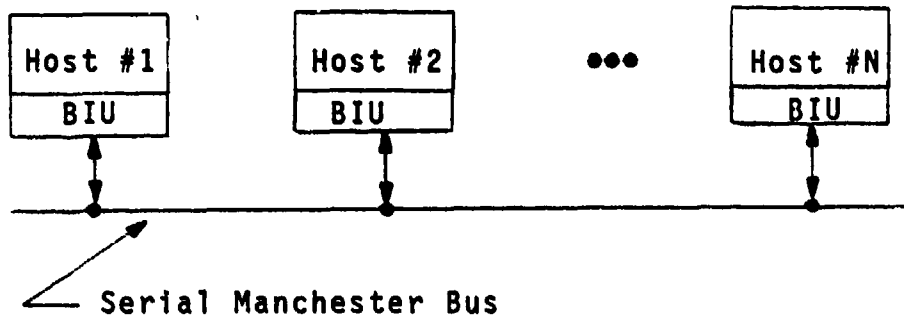 Host #1
BIU
Host #2
BIU
•••
Host #N
BIU
Serial Manchester Bus